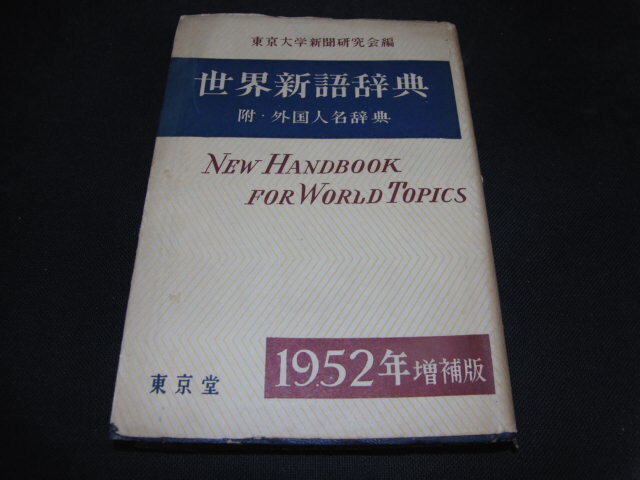 東京大学新聞研究会編
世界新語辞典
附・外国人名辞典
NEW HANDBOOK
FOR WORLD TOPICS
1952年増補版
東京堂